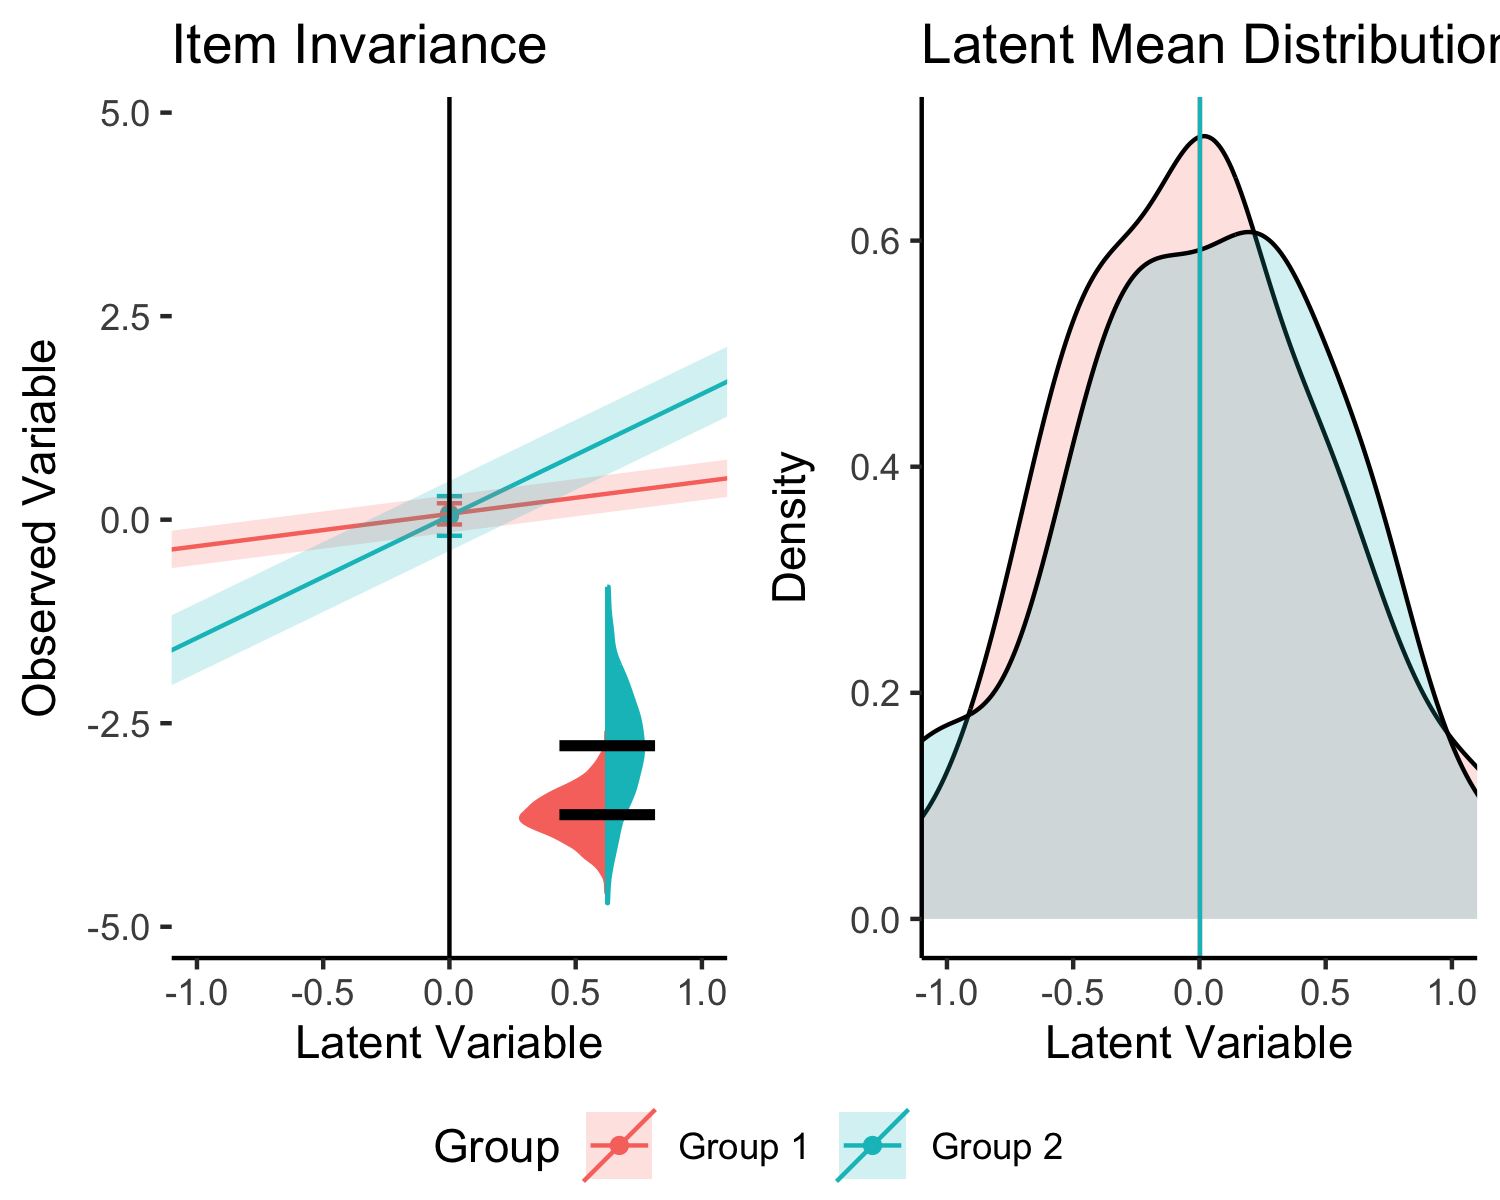 Item Invariance
Latent Mean Distribution
Observed Variable
5.0
2.5
0.0
-2.5
-5.0
-1.0 -0.5 0.0 0.5 1.0
Latent Variable
Density
0.6
0.4
0.2
0.0
-1.0 -0.5 0.0 0.5 1.0
Latent Variable
Group Group 1 Group 2